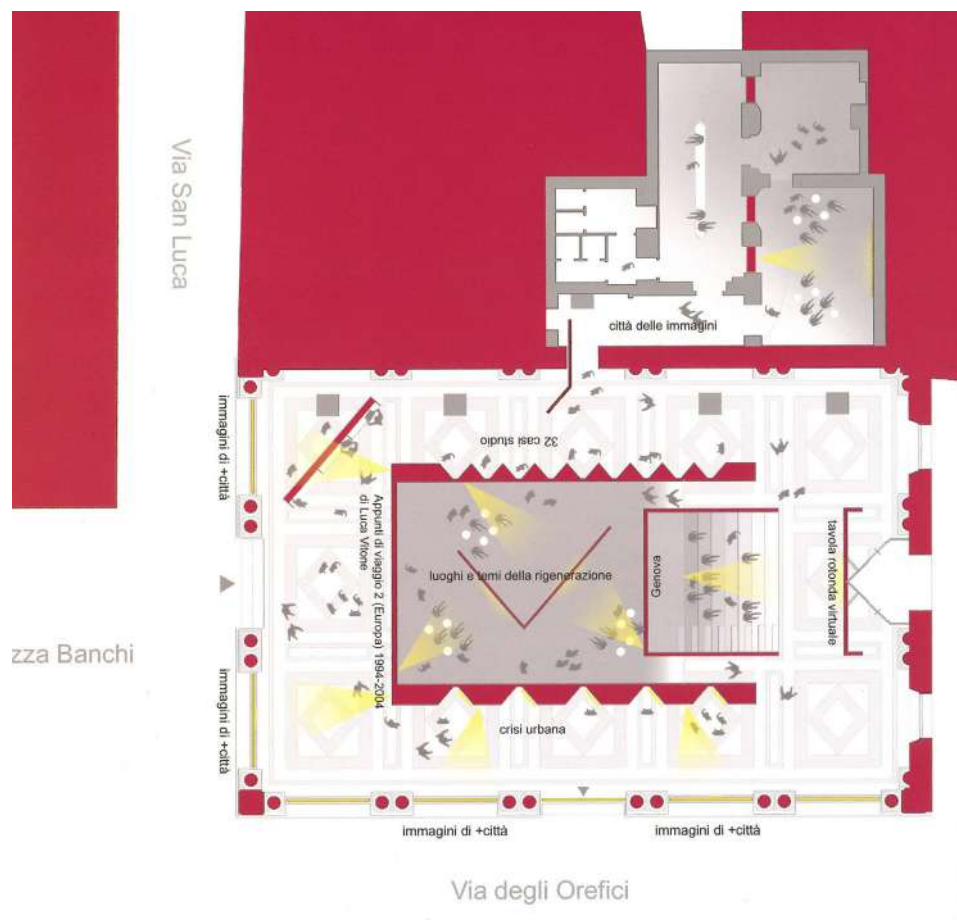 Via San Luca
città delle immagini
immagini di +città
32 casi studio
Appunti di viaggio 2 (Europa) 1994-2004
di Luca Vitone
luoghi e temi della rigenerazione
Genova
tavola rotonda virtuale
zza Banchi
immagini di +città
crisi urbana
immagini di +città
immagini di +città
Via degli Orefici